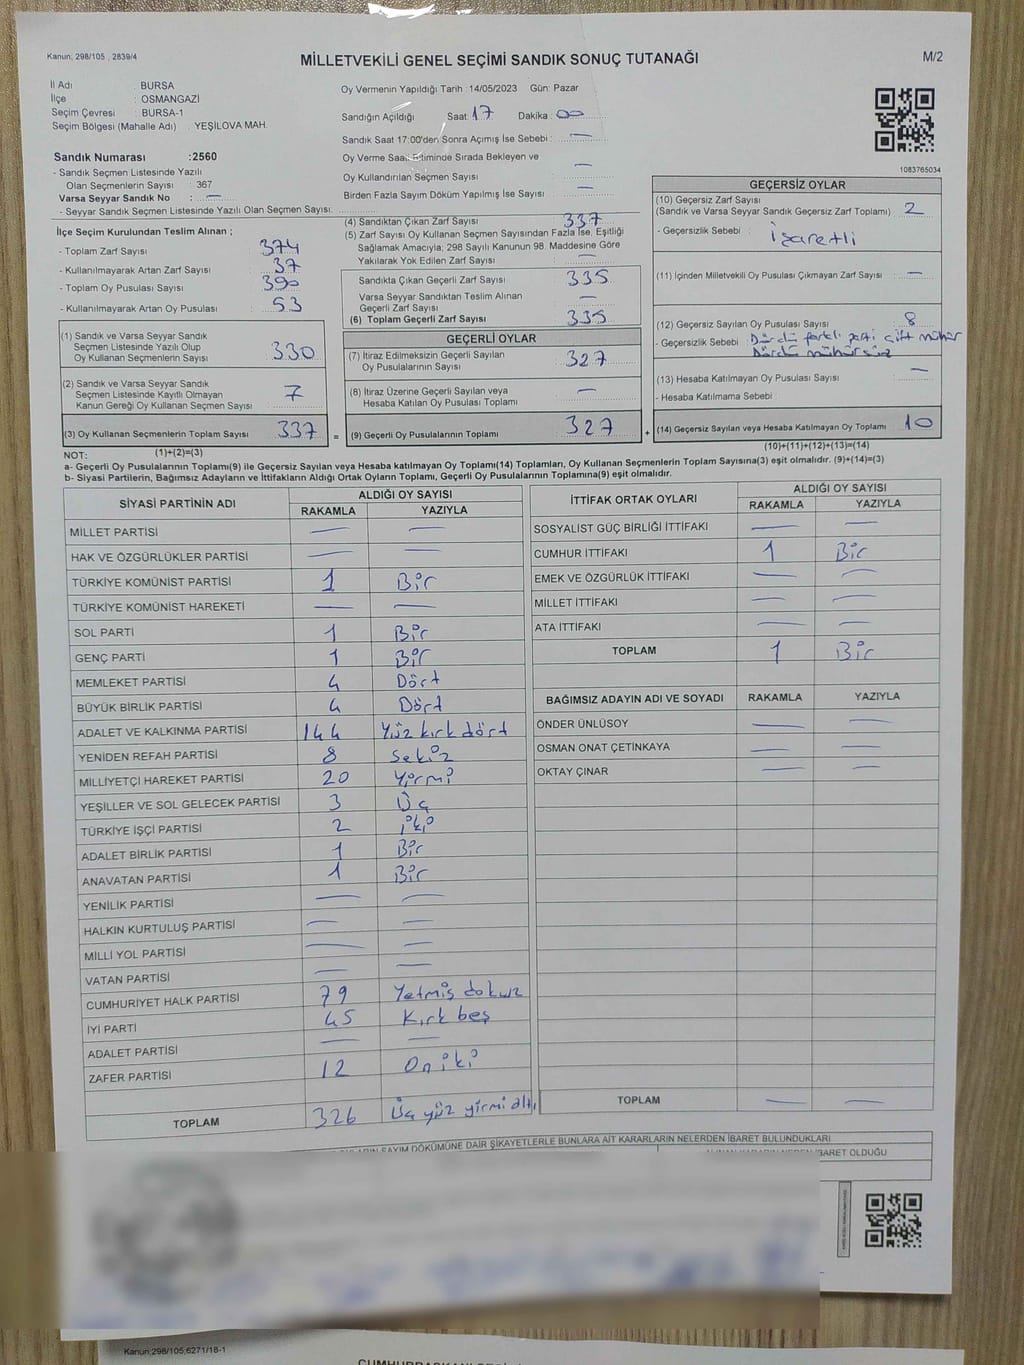 Kanun; 298/105 , 2839/4
MİLLETVEKİLİ GENEL SEÇİMİ SANDIK SONUÇ TUTANAĞI
M/2
İl Adı : BURSA
İlçe : OSMANGAZİ
Seçim Çevresi : BURSA-1
Seçim Bölgesi (Mahalle Adı) : YEŞİLOVA MAH.
Oy Vermenin Yapıldığı Tarih : 14/05/2023 Gün: Pazar
Sandığın Açıldığı Saat: 17 Dakika: 00
Sandık Saat 17:00'den Sonra Açımış İse Sebebi : —
Oy Verme Saati Bitiminde Sırada Bekleyen ve
Oy Kullandırılan Seçmen Sayısı : —
Birden Fazla Sayım Döküm Yapılmış İse Sayısı : —
1083765034
Sandık Numarası :2560
- Sandık Seçmen Listesinde Yazılı
Olan Seçmenlerin Sayısı : 367
Varsa Seyyar Sandık No : —
- Seyyar Sandık Seçmen Listesinde Yazılı Olan Seçmen Sayısı:
İlçe Seçim Kurulundan Teslim Alınan ;
- Toplam Zarf Sayısı : 374
- Kullanılmayarak Artan Zarf Sayısı : 37
- Toplam Oy Pusulası Sayısı : 390
- Kullanılmayarak Artan Oy Pusulası : 53
(1) Sandık ve Varsa Seyyar Sandık
Seçmen Listesinde Yazılı Olup
Oy Kullanan Seçmenlerin Sayısı : 330
(2) Sandık ve Varsa Seyyar Sandık
Seçmen Listesinde Kayıtlı Olmayan
Kanun Gereği Oy Kullanan Seçmen Sayısı : 7
(3) Oy Kullanan Seçmenlerin Toplam Sayısı : 337
(1)+(2)=(3)
(4) Sandıktan Çıkan Zarf Sayısı : 337
(5) Zarf Sayısı Oy Kullanan Seçmen Sayısından Fazla İse, Eşitliği
Sağlamak Amacıyla; 298 Sayılı Kanunun 98. Maddesine Göre
Yakılarak Yok Edilen Zarf Sayısı : —
Sandıkta Çıkan Geçerli Zarf Sayısı : 335
Varsa Seyyar Sandıktan Teslim Alınan
Geçerli Zarf Sayısı : —
(6) Toplam Geçerli Zarf Sayısı : 335
GEÇERLİ OYLAR
(7) İtiraz Edilmeksizin Geçerli Sayılan
Oy Pusulalarının Sayısı : 327
(8) İtiraz Üzerine Geçerli Sayılan veya
Hesaba Katılan Oy Pusulası Toplamı : —
= (9) Geçerli Oy Pusulalarının Toplamı : 327 +
GEÇERSİZ OYLAR
(10) Geçersiz Zarf Sayısı
(Sandık ve Varsa Seyyar Sandık Geçersiz Zarf Toplamı) : 2
- Geçersizlik Sebebi : İşaretli
(11) İçinden Milletvekili Oy Pusulası Çıkmayan Zarf Sayısı : —
(12) Geçersiz Sayılan Oy Pusulası Sayısı : 8
- Geçersizlik Sebebi : Dördü farklı parti çift mühür
Dördü mühürsüz
(13) Hesaba Katılmayan Oy Pusulası Sayısı : —
- Hesaba Katılmama Sebebi
(14) Geçersiz Sayılan veya Hesaba Katılmayan Oy Toplamı : 10
(10)+(11)+(12)+(13)=(14)
NOT:
a- Geçerli Oy Pusulasının Toplamı(9) ile Geçersiz Sayılan veya Hesaba katılmayan Oy Toplamı(14) Toplamları, Oy Kullanan Seçmenlerin Toplam Sayısına(3) eşit olmalıdır. (9)+(14)=(3)
b- Siyasi Partilerin, Bağımsız Adayların ve İttifakların Aldığı Ortak Oyların Toplamı, Geçerli Oy Pusulalarının Toplamına(9) eşit olmalıdır.
SİYASİ PARTİNİN ADI ALDIĞI OY SAYISI
RAKAMLA YAZIYLA
MİLLET PARTİSİ — —
HAK VE ÖZGÜRLÜKLER PARTİSİ — —
TÜRKİYE KOMÜNİST PARTİSİ 1 Bir
TÜRKİYE KOMÜNİST HAREKETİ — —
SOL PARTİ 1 Bir
GENÇ PARTİ 1 Bir
MEMLEKET PARTİSİ 4 Dört
BÜYÜK BİRLİK PARTİSİ 4 Dört
ADALET VE KALKINMA PARTİSİ 144 Yüz kırk dört
YENİDEN REFAH PARTİSİ 8 Sekiz
MİLLİYETÇİ HAREKET PARTİSİ 20 Yirmi
YEŞİLLER VE SOL GELECEK PARTİSİ 3 Üç
TÜRKİYE İŞÇİ PARTİSİ 2 iki
ADALET BİRLİK PARTİSİ 1 Bir
ANAVATAN PARTİSİ 1 Bir
YENİLİK PARTİSİ — —
HALKIN KURTULUŞ PARTİSİ — —
MİLLİ YOL PARTİSİ — —
VATAN PARTİSİ — —
CUMHURİYET HALK PARTİSİ 79 Yetmiş dokuz
İYİ PARTİ 45 Kırk beş
ADALET PARTİSİ — —
ZAFER PARTİSİ 12 On iki
TOPLAM 326 Üç yüz yirmi altı
İTTİFAK ORTAK OYLARI ALDIĞI OY SAYISI
RAKAMLA YAZIYLA
SOSYALIST GÜÇ BİRLİĞİ İTTİFAKI — —
CUMHUR İTTİFAKI 1 Bir
EMEK VE ÖZGÜRLÜK İTTİFAKI — —
MİLLET İTTİFAKI — —
ATA İTTİFAKI — —
TOPLAM 1 Bir
BAĞIMSIZ ADAYIN ADI VE SOYADI RAKAMLA YAZIYLA
ÖNDER ÜNLÜSOY — —
OSMAN ONAT ÇETİNKAYA — —
OKTAY ÇINAR — —
TOPLAM — —
SAYIM DÖKÜMÜNE DAİR ŞİKAYETLERLE BUNLARA AİT KARARLARIN NELERDEN İBARET BULUNDUKLARI
İBARET OLDUĞU
Kanun;298/105;6271/18-1